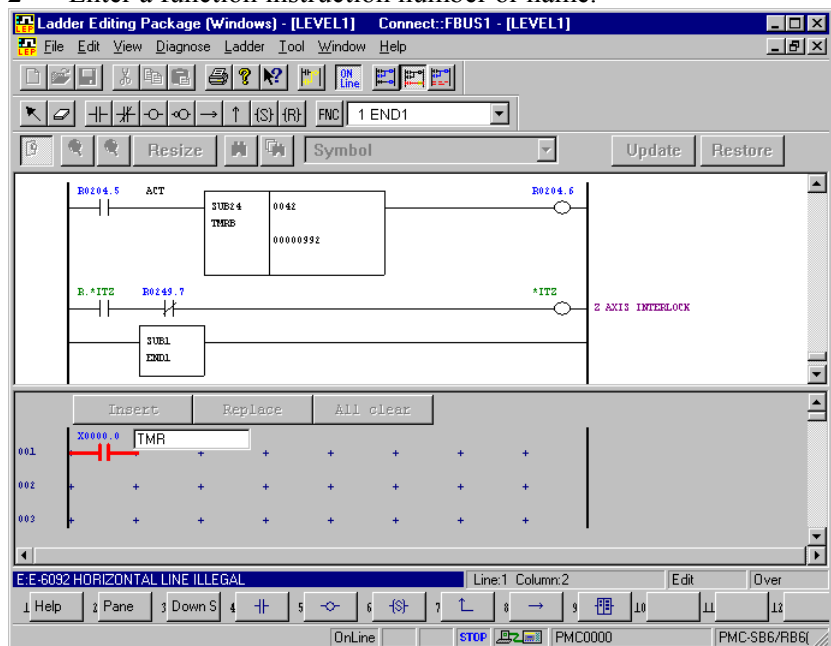 2 Enter a function instruction number or name.
Ladder Editing Package (Windows) - [LEVEL1] Connect::FBUS1 - [LEVEL1]
File Edit View Diagnose Ladder Tool Window Help
ON Line
{S} {R} FNC 1 END1
Resize Symbol Update Restore
R0204.5 ACT R0204.6
SUB24 0042
TMRB
00000992
R.*ITZ R0249.7 *ITZ
Z AXIS INTERLOCK
SUB1
END1
Insert Replace All clear
X0000.0 TMR
001
002
003
E:E-6092 HORIZONTAL LINE ILLEGAL Line:1 Column:2 Edit Over
1 Help 2 Pane 3 Down S 4 5 6 {S} 7 8 9 10 11 12
OnLine STOP PMC0000 PMC-SB6/RB6(